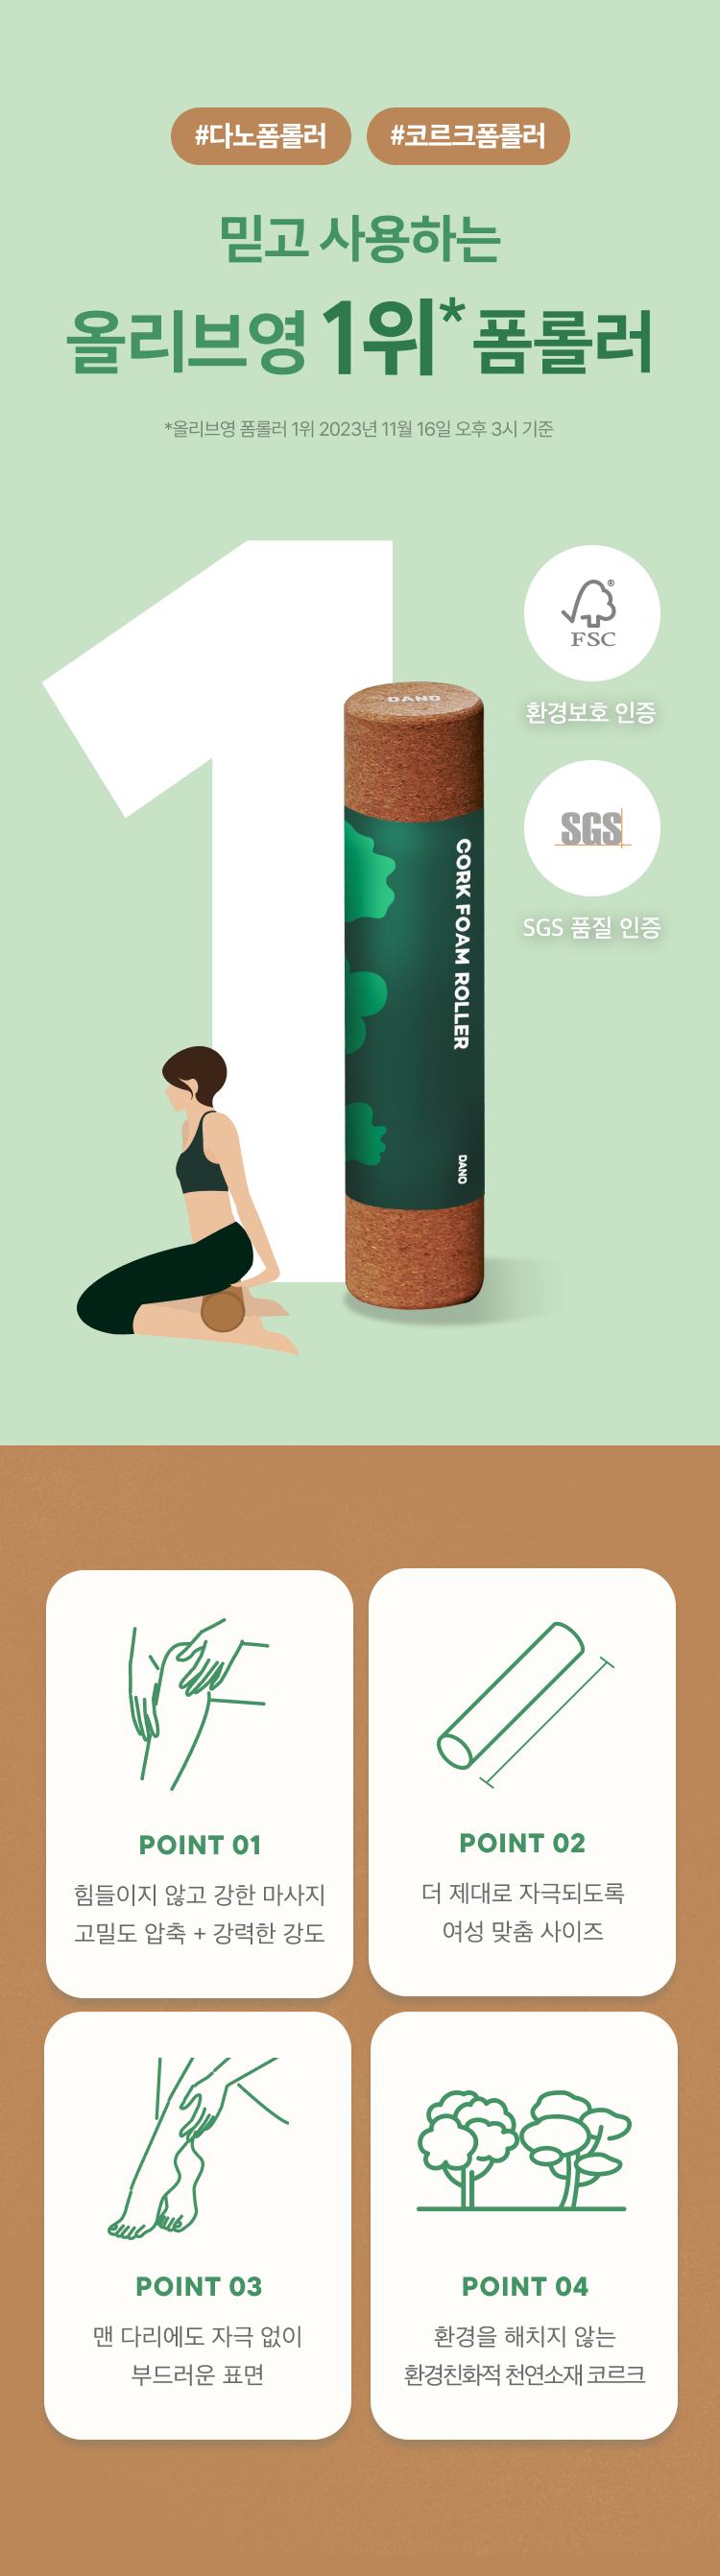 #다노폼롤러 #코르크폼롤러
믿고 사용하는
올리브영 1위* 폼롤러
*올리브영 폼롤러 1위 2023년 11월 16일 오후 3시 기준
FSC
®
환경보호 인증
SGS
SGS 품질 인증
DANO
CORK FOAM ROLLER
DANO
POINT 01
힘들이지 않고 강한 마사지
고밀도 압축 + 강력한 강도
POINT 02
더 제대로 자극되도록
여성 맞춤 사이즈
POINT 03
맨 다리에도 자극 없이
부드러운 표면
POINT 04
환경을 해치지 않는
환경친화적 천연소재 코르크